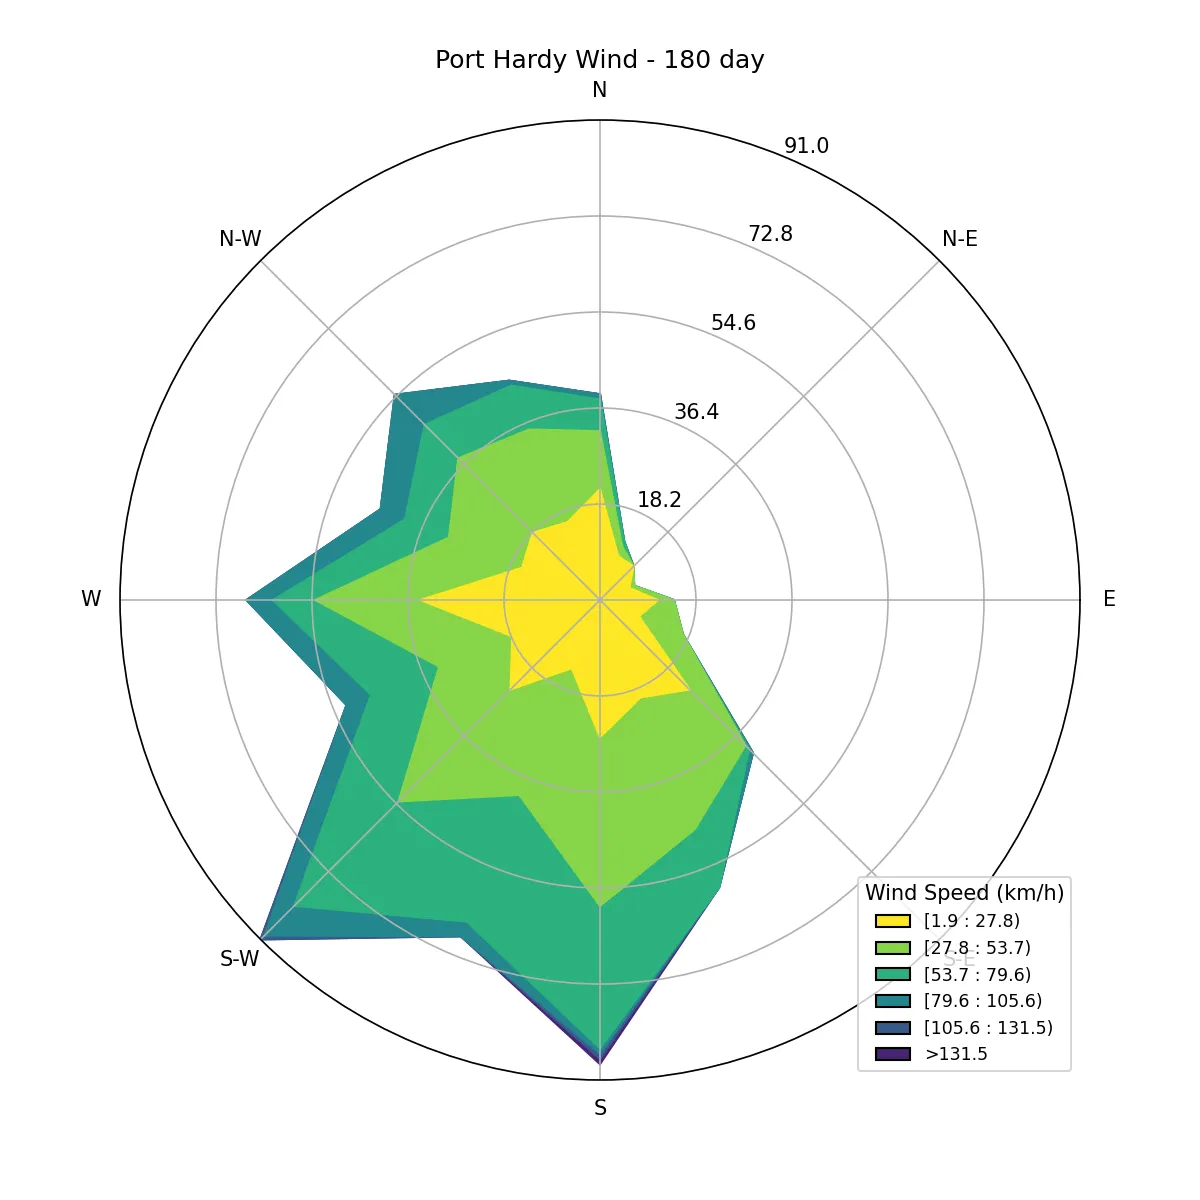 Port Hardy Wind - 180 day
N
91.0
72.8
N-W
N-E
54.6
36.4
18.2
W
E
Wind Speed (km/h)
[1.9 : 27.8)
[27.8 : 53.7)
S-W
S-E
[53.7 : 79.6)
[79.6 : 105.6)
[105.6 : 131.5)
>131.5
S